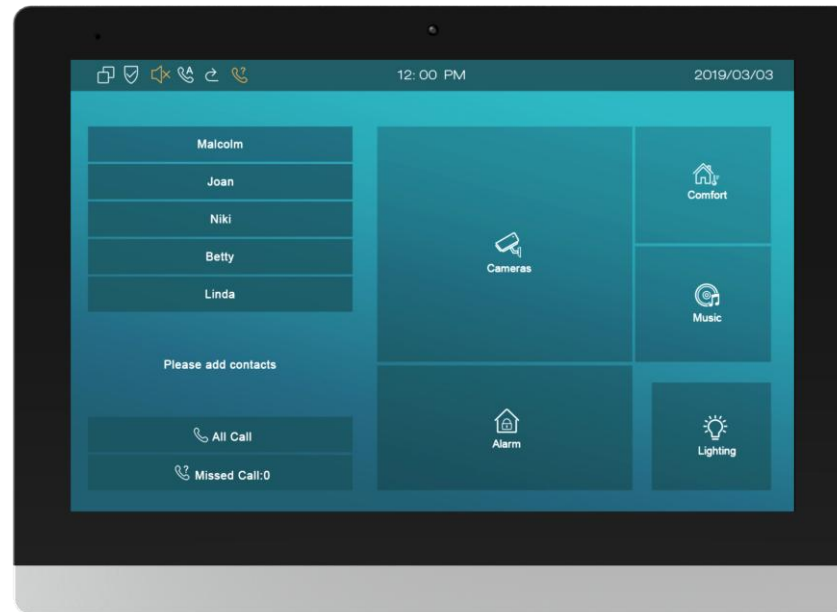 12: 00 PM
2019/03/03
Malcolm
Joan
Niki
Betty
Linda
Please add contacts
All Call
Missed Call:0
Cameras
Alarm
Comfort
Music
Lighting